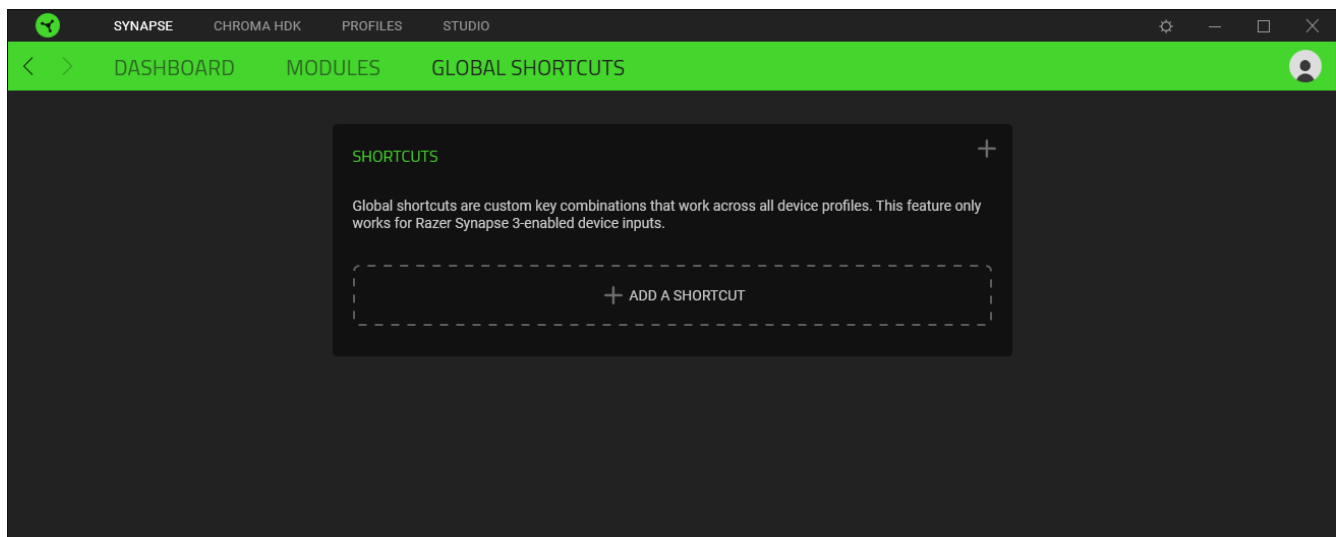 SYNAPSE CHROMA HDK PROFILES STUDIO
DASHBOARD MODULES GLOBAL SHORTCUTS
SHORTCUTS
Global shortcuts are custom key combinations that work across all device profiles. This feature only
works for Razer Synapse 3-enabled device inputs.
ADD A SHORTCUT